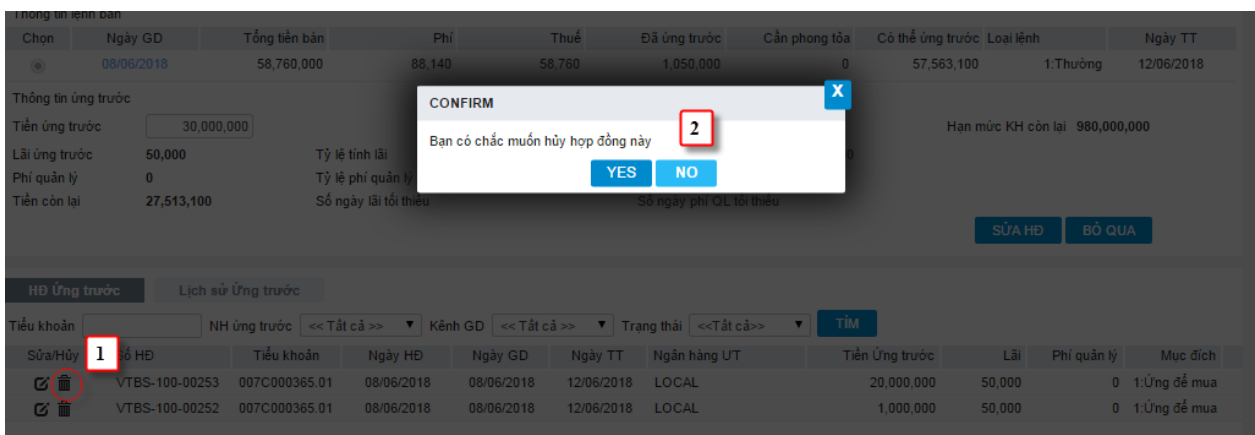 Thông tin lệnh bán
Chọn Ngày GD Tổng tiền bán Phí Thuế Đã ứng trước Cần phong tỏa Có thể ứng trước Loại lệnh Ngày TT
08/06/2018 58,760,000 88,140 58,760 1,050,000 0 57,563,100 1:Thường 12/06/2018
Thông tin ứng trước
CONFIRM X
Tiền ứng trước 30,000,000 Hạn mức KH còn lại 980,000,000
Bạn có chắc muốn hủy hợp đồng này 2
Lãi ứng trước 50,000 Tỷ lệ tính lãi
Phí quản lý 0 Tỷ lệ phí quản lý YES NO
Tiền còn lại 27,513,100 Số ngày lãi tối thiểu Số ngày phí QL tối thiểu
SỬA HĐ BỎ QUA
HĐ Ứng trước Lịch sử Ứng trước
Tiểu khoản NH ứng trước << Tất cả >> Kênh GD << Tất cả >> Trạng thái <<Tất cả>> TÌM
Sửa/Hủy 1 Số HĐ Tiểu khoản Ngày HĐ Ngày GD Ngày TT Ngân hàng ƯT Tiền Ứng trước Lãi Phí quản lý Mục đích
VTBS-100-00253 007C000365.01 08/06/2018 08/06/2018 12/06/2018 LOCAL 20,000,000 50,000 0 1:Ứng để mua
VTBS-100-00252 007C000365.01 08/06/2018 08/06/2018 12/06/2018 LOCAL 1,000,000 50,000 0 1:Ứng để mua